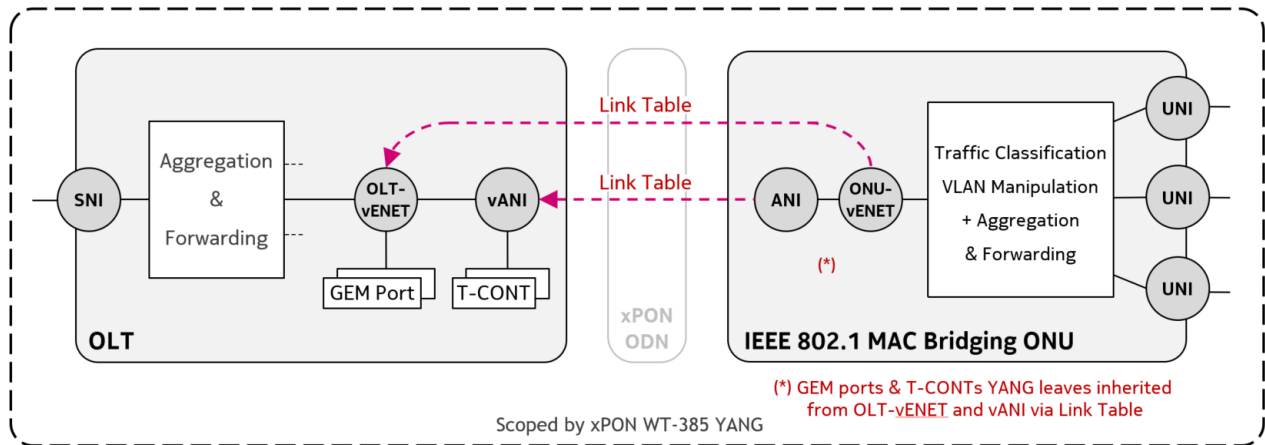 Link Table
Link Table
SNI
Aggregation
&
Forwarding
OLT-
vENET
vANI
GEM Port
T-CONT
OLT
xPON
ODN
ANI
ONU-
vENET
(*)
Traffic Classification
VLAN Manipulation
+ Aggregation
& Forwarding
UNI
UNI
UNI
IEEE 802.1 MAC Bridging ONU
(*) GEM ports & T-CONTs YANG leaves inherited
from OLT-vENET and vANI via Link Table
Scoped by xPON WT-385 YANG